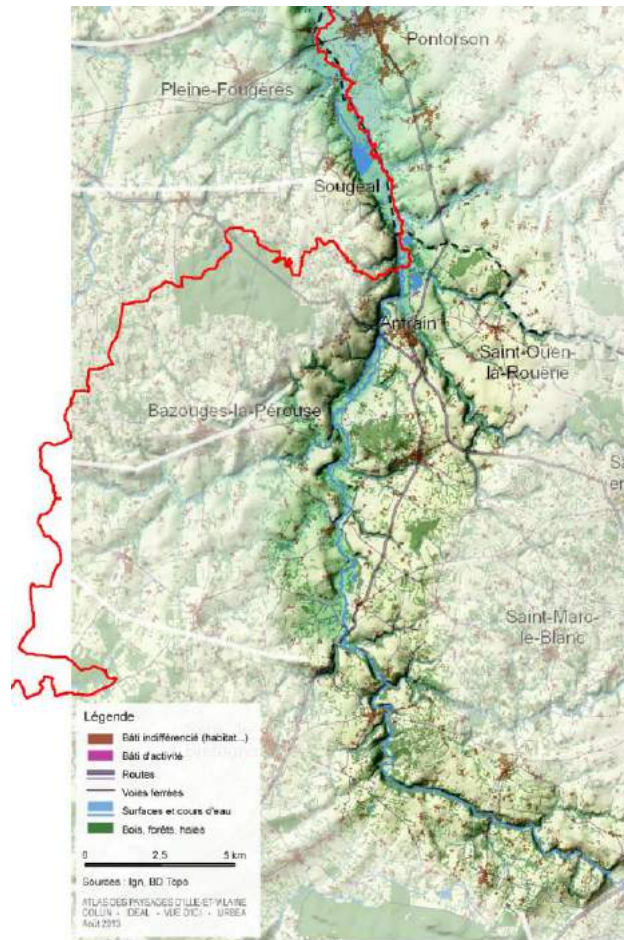 Pontorson
Pleine-Fougères
Sougéal
Antrain
Saint-Ouen-
la-Rouërie
Bazouges-la-Pérouse
Saint-Marc-
le-Blanc
Légende
Bâti indifférencié (habitat...)
Bâti d'activité
Routes
Voies ferrées
Surfaces et cours d'eau
Bois, forêts, haies
0 2,5 5 km
Sources : Ign, BD Topo
ATLAS DES PAYSAGES D'ILLE-ET-VILAINE
COLUN - IDEAL - VUE D'ICI - URBEA
Août 2013